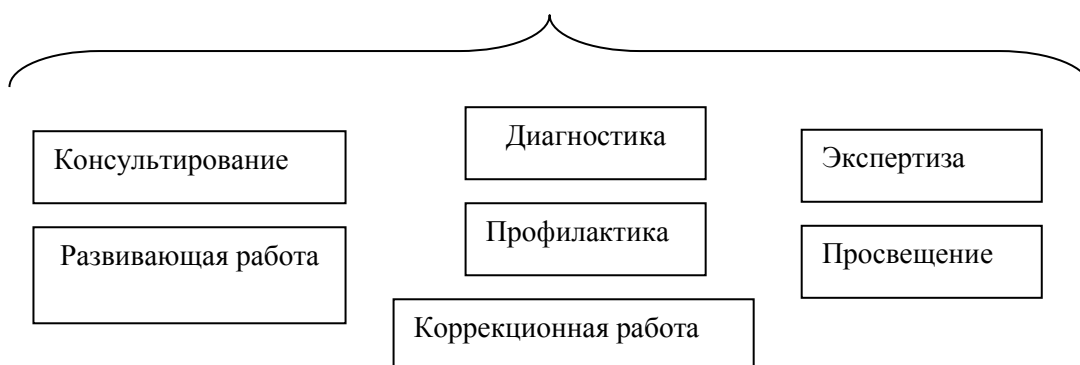 Диагностика
Консультирование
Экспертиза
Профилактика
Развивающая работа
Просвещение
Коррекционная работа